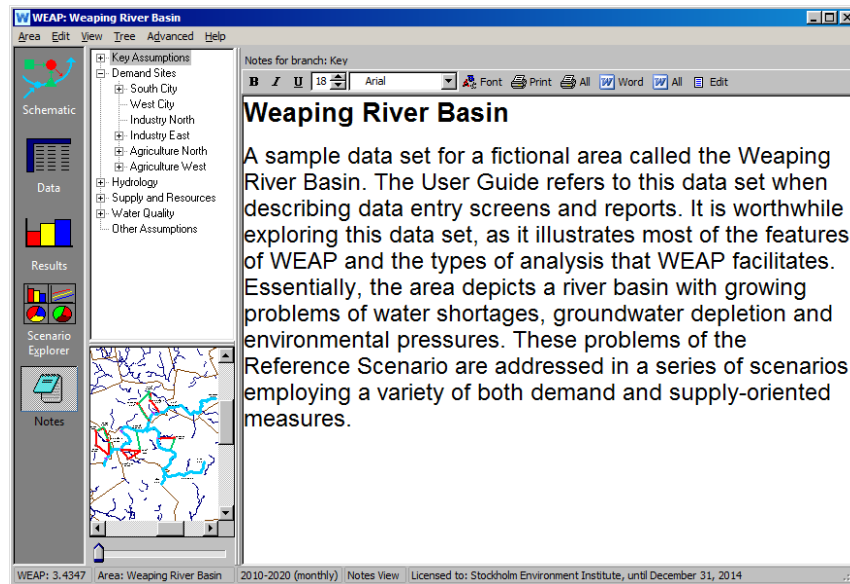 WEAP: Weaping River Basin
Area Edit View Tree Advanced Help
Schematic
Data
Results
Scenario
Explorer
Notes
Key Assumptions
Demand Sites
South City
West City
Industry North
Industry East
Agriculture North
Agriculture West
Hydrology
Supply and Resources
Water Quality
Other Assumptions
Notes for branch: Key
B I U 18 Arial Font Print All Word All Edit
Weaping River Basin
A sample data set for a fictional area called the Weaping
River Basin. The User Guide refers to this data set when
describing data entry screens and reports. It is worthwhile
exploring this data set, as it illustrates most of the features
of WEAP and the types of analysis that WEAP facilitates.
Essentially, the area depicts a river basin with growing
problems of water shortages, groundwater depletion and
environmental pressures. These problems of the
Reference Scenario are addressed in a series of scenarios
employing a variety of both demand and supply-oriented
measures.
WEAP: 3.4347 Area: Weaping River Basin 2010-2020 (monthly) Notes View Licensed to: Stockholm Environment Institute, until December 31, 2014